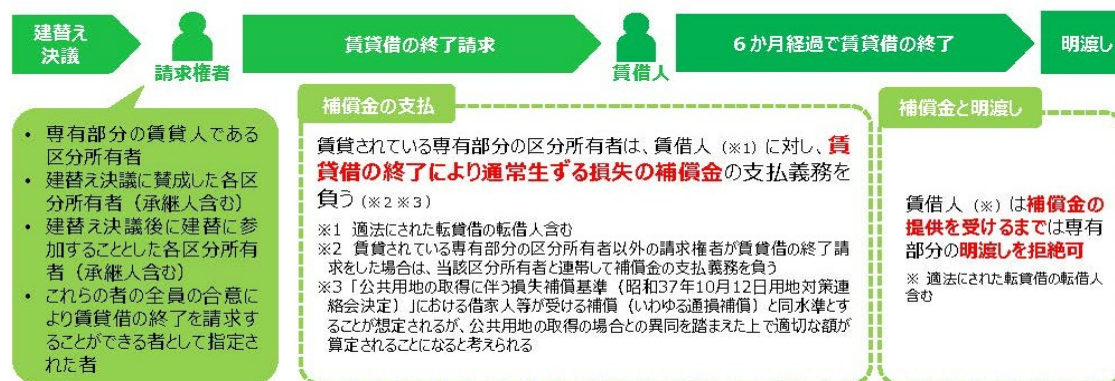 建替え
決議
請求権者
賃貸借の終了請求
賃借人
6か月経過で賃貸借の終了
明渡し
• 専有部分の賃貸人である
区分所有者
• 建替え決議に賛成した各区
分所有者（承継人含む）
• 建替え決議後に建替に参
加することとした各区分所有
者（承継人含む）
• これらの者の全員の合意に
より賃貸借の終了を請求す
ることができる者として指定さ
れた者
補償金の支払
賃貸されている専有部分の区分所有者は、賃借人（※1）に対し、賃
貸借の終了により通常生ずる損失の補償金の支払義務を
負う（※2※3）
※1 適法にされた転貸借の転借人含む
※2 賃貸されている専有部分の区分所有者以外の請求権者が賃貸借の終了請
求をした場合は、当該区分所有者と連帯して補償金の支払義務を負う
※3「公共用地の取得に伴う損失補償基準（昭和37年10月12日用地対策連
絡会決定）」における借家人等が受ける補償（いわゆる通損補償）と同水準とす
ることが想定されるが、公共用地の取得の場合との異同を踏まえた上で適切な額が
算定されることになると考えられる
補償金と明渡し
賃借人（※）は補償金の
提供を受けるまでは専有
部分の明渡しを拒絶可
※ 適法にされた転貸借の転借人
含む